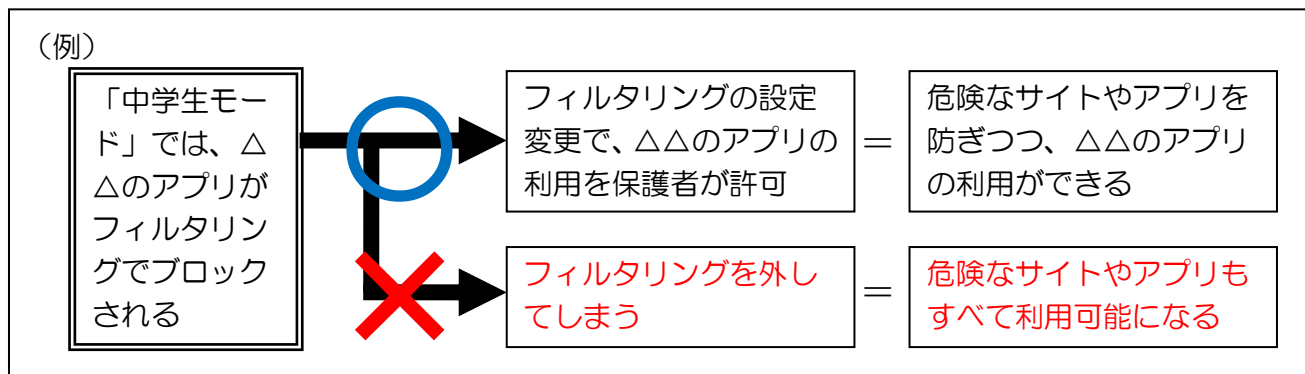 （例）
「中学生モー
ド」では、△
△のアプリが
フィルタリン
グでブロック
される
フィルタリングの設定
変更で、△△のアプリの
利用を保護者が許可
＝
危険なサイトやアプリを
防ぎつつ、△△のアプリ
の利用ができる
フィルタリングを外し
てしまう
＝
危険なサイトやアプリも
すべて利用可能になる